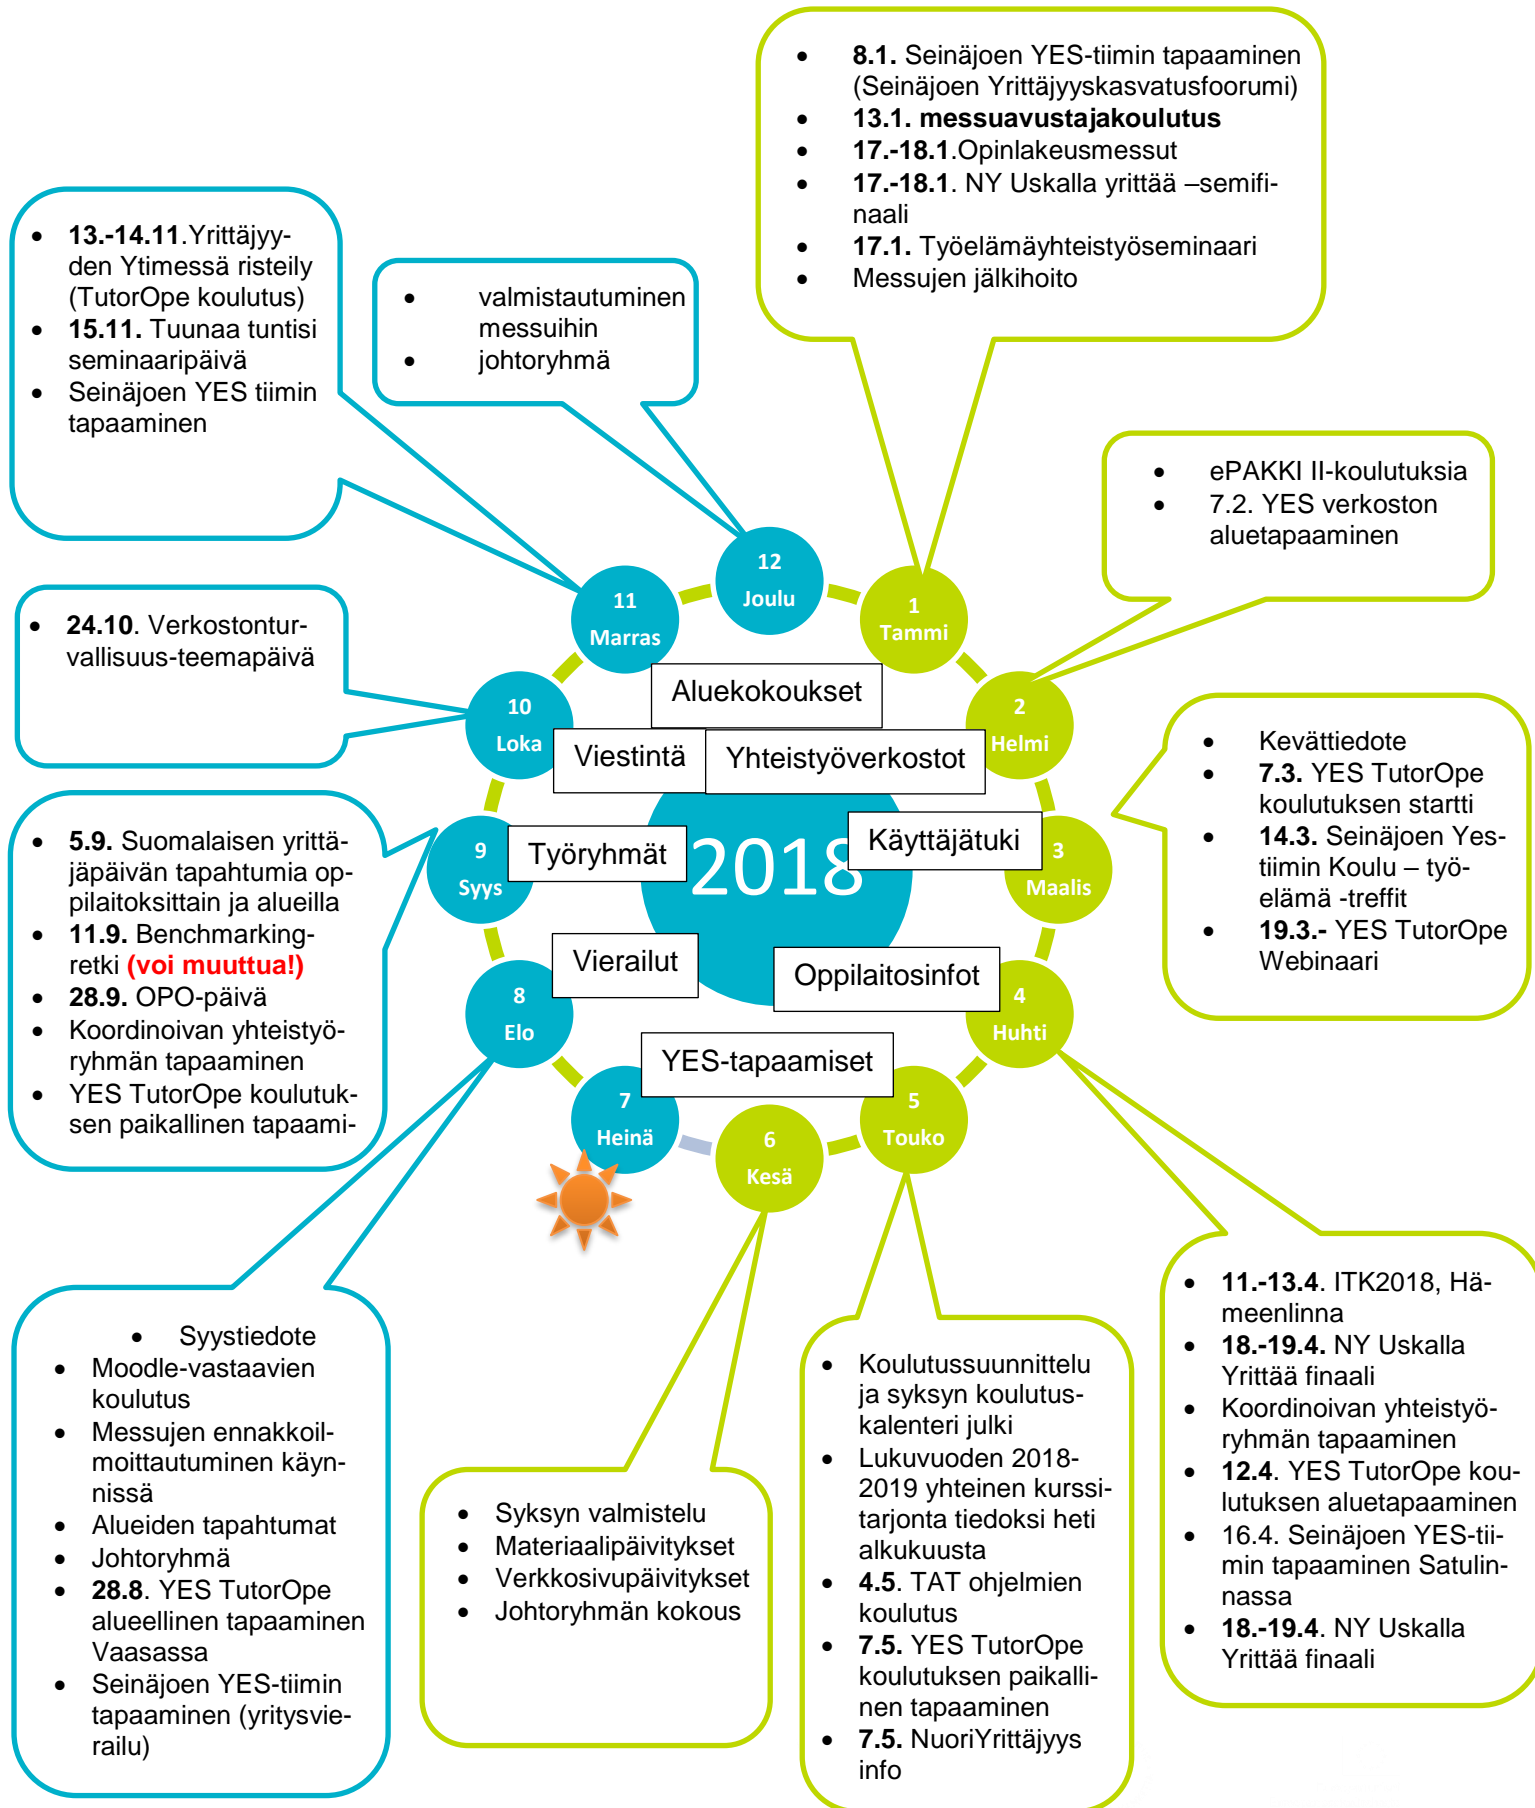 8.1. Seinäjoen YES-tiimin tapaaminen
(Seinäjoen Yrittäjyyskasvatusfoorumi)
13.1. messuavustajakoulutus
17.-18.1.Opinlakeusmessut
17.-18.1. NY Uskalla yrittää –semifi-
naali
17.1. Työelämäyhteistyöseminaari
Messujen jälkihoito
13.-14.11.Yrittäjyy-
den Ytimessä risteily
(TutorOpe koulutus)
15.11. Tuunaa tuntisi
seminaaripäivä
Seinäjoen YES tiimin
tapaaminen
valmistautuminen
messuihin
johtoryhmä
ePAKKI II-koulutuksia
7.2. YES verkoston
aluetapaaminen
24.10. Verkostontur-
vallisuus-teemapäivä
12
Joulu
11
Marras
1
Tammi
10
Loka
2
Helmi
Aluekokoukset
Viestintä
Yhteistyöverkostot
Työryhmät
Käyttäjätuki
2018
9
Syys
3
Maalis
Vierailut
Oppilaitosinfot
8
Elo
4
Huhti
YES-tapaamiset
7
Heinä
5
Touko
6
Kesä
Kevättiedote
7.3. YES TutorOpe
koulutuksen startti
14.3. Seinäjoen Yes-
tiimin Koulu – työ-
elämä -treffit
19.3.- YES TutorOpe
Webinaari
5.9. Suomalaisen yrittä-
jäpäivän tapahtumia op-
pilaitoksittain ja alueilla
11.9. Benchmarking-
retki (voi muuttua!)
28.9. OPO-päivä
Koordinoivan yhteistyö-
ryhmän tapaaminen
YES TutorOpe koulutuk-
sen paikallinen tapaami-
Syystiedote
Moodle-vastaavien
koulutus
Messujen ennakkoil-
moittautuminen käyn-
nissä
Alueiden tapahtumat
Johtoryhmä
28.8. YES TutorOpe
alueellinen tapaaminen
Vaasassa
Seinäjoen YES-tiimin
tapaaminen (yritysvie-
railu)
Syksyn valmistelu
Materiaalipäivitykset
Verkkosivupäivitykset
Johtoryhmän kokous
Koulutussuunnittelu
ja syksyn koulutus-
kalenteri julki
Lukuvuoden 2018-
2019 yhteinen kurssi-
tarjonta tiedoksi heti
alkukuusta
4.5. TAT ohjelmien
koulutus
7.5. YES TutorOpe
koulutuksen paikalli-
nen tapaaminen
7.5. NuoriYrittäjyys
info
11.-13.4. ITK2018, Hä-
meenlinna
18.-19.4. NY Uskalla
Yrittää finaali
Koordinoivan yhteistyö-
ryhmän tapaaminen
12.4. YES TutorOpe kou-
lutuksen aluetapaaminen
16.4. Seinäjoen YES-tii-
min tapaaminen Satulin-
nassa
18.-19.4. NY Uskalla
Yrittää finaali